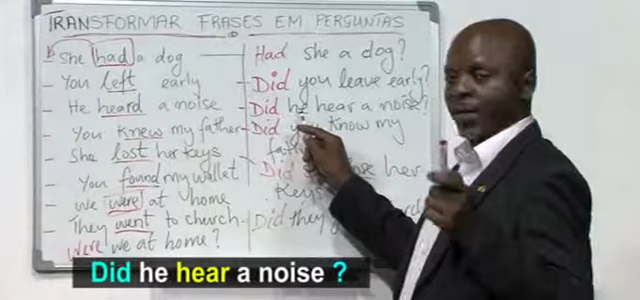 TRANSFORMAR FRASES EM PERGUNTAS
She had a dog
- You left early
- He heard a noise
- You knew my father
- She lost her keys
You found my wallet
- we were at home
- They went to church
Were we at home?
Had she a dog?
- Did you leave early?
- Did he hear a noise?
- Did you know my
Did her
Keys
Did they
Did he hear a noise ?